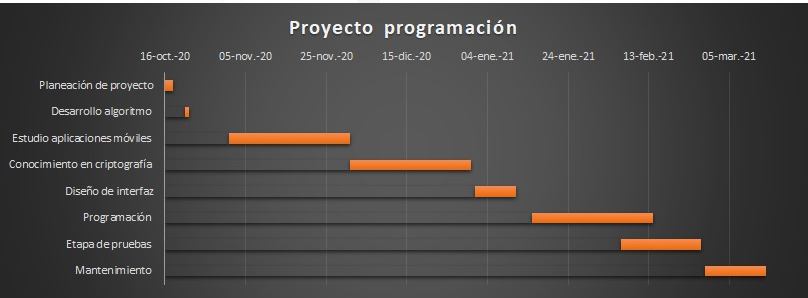 Proyecto programación
16-oct.-20 05-nov.-20 25-nov.-20 15-dic.-20 04-ene.-21 24-ene.-21 13-feb.-21 05-mar.-21
Planeación de proyecto
Desarrollo algoritmo
Estudio aplicaciones móviles
Conocimiento en criptografía
Diseño de interfaz
Programación
Etapa de pruebas
Mantenimiento